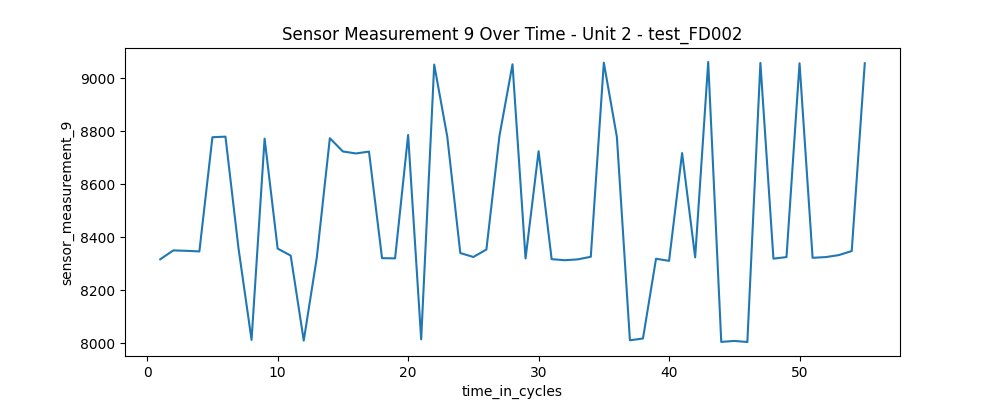 Sensor Measurement 9 Over Time - Unit 2 - test_FD002
sensor_measurement_9
9000
8800
8600
8400
8200
8000
0 10 20 30 40 50
time_in_cycles